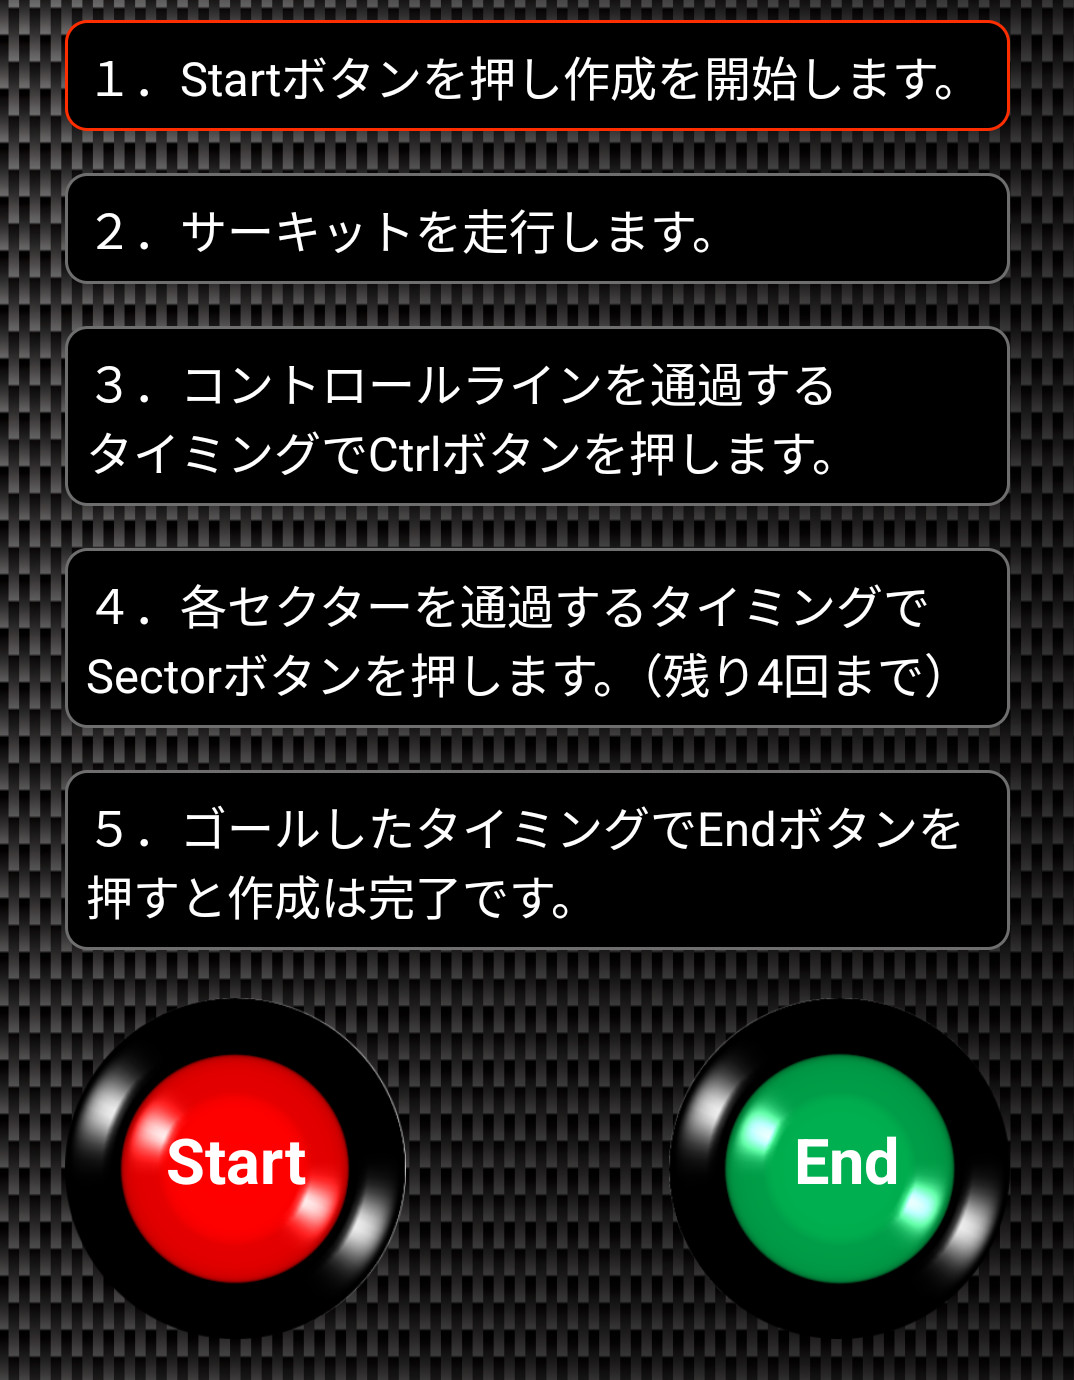 １．Startボタンを押し作成を開始します。
２．サーキットを走行します。
３．コントロールラインを通過する
タイミングでCtrlボタンを押します。
４．各セクターを通過するタイミングで
Sectorボタンを押します。（残り4回まで）
５．ゴールしたタイミングでEndボタンを
押すと作成は完了です。
Start
End